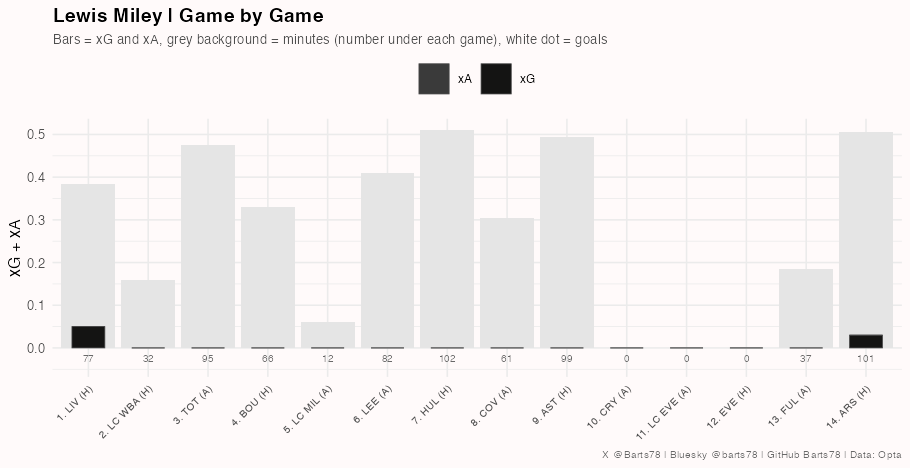 Lewis Miley | Game by Game
Bars = xG and xA, grey background = minutes (number under each game), white dot = goals
xA xG
xG + xA
0.5
0.4
0.3
0.2
0.1
0.0
77 32 95 66 12 82 102 61 99 0 0 0 37 101
1. LIV (H)
2. LC WBA (H)
3. TOT (A)
4. BOU (H)
5. LC MIL (A)
6. LEE (A)
7. HUL (H)
8. COV (A)
9. AST (H)
10. CRY (A)
11. LC EVE (A)
12. EVE (H)
13. FUL (A)
14. ARS (H)
X @Barts78 | Bluesky @barts78 | GitHub Barts78 | Data: Opta